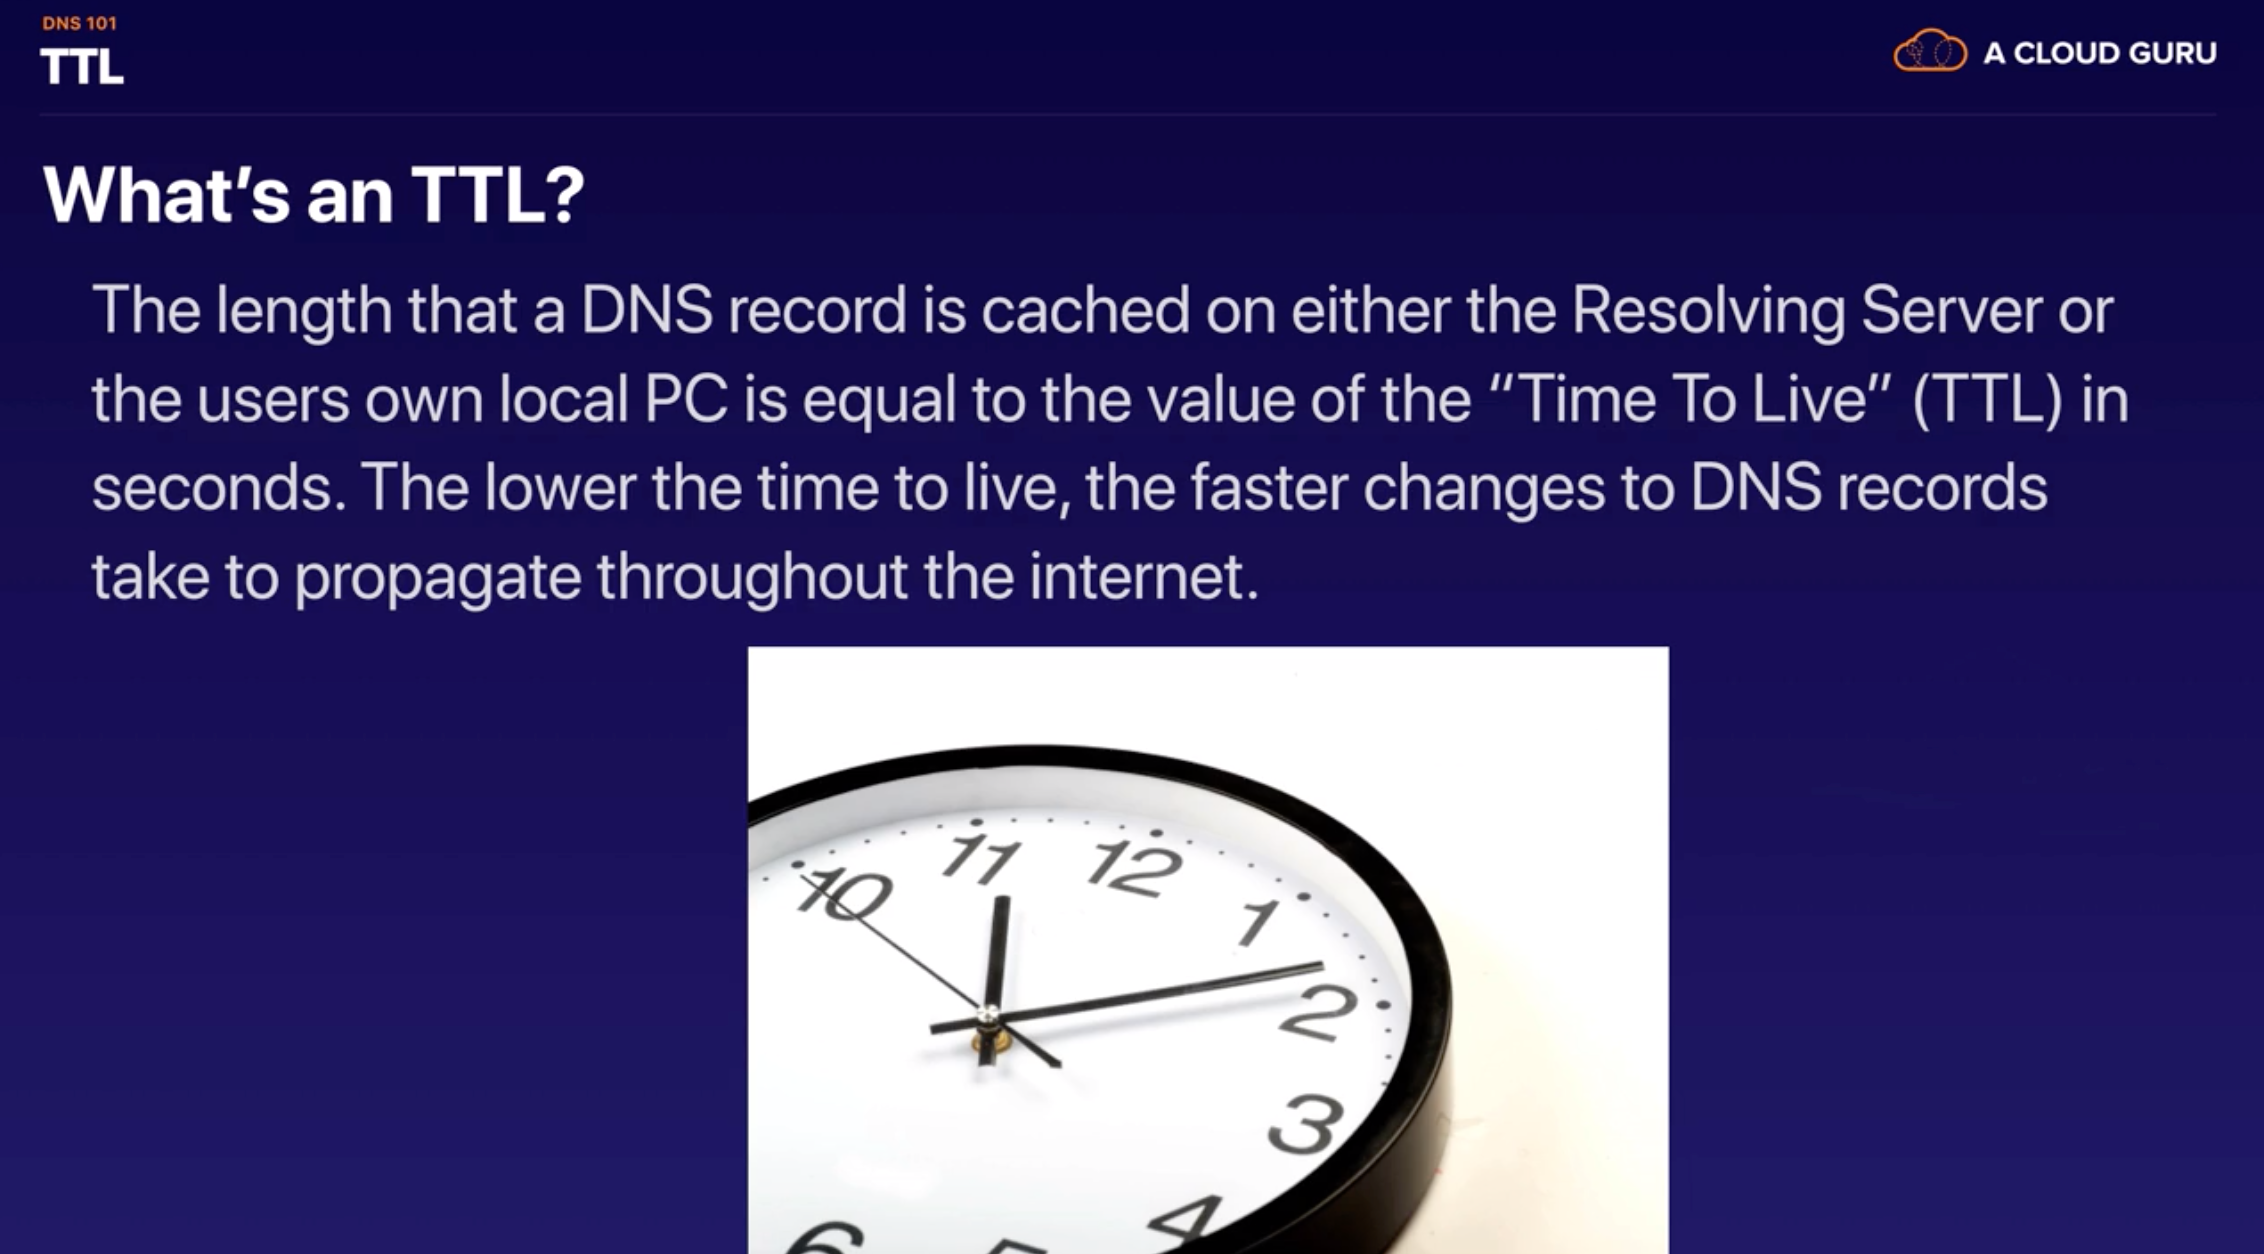 DNS 101
TTL
A CLOUD GURU
What’s an TTL?
The length that a DNS record is cached on either the Resolving Server or
the users own local PC is equal to the value of the “Time To Live” (TTL) in
seconds. The lower the time to live, the faster changes to DNS records
take to propagate throughout the internet.
10
11
12
1
2
3
4
5
6